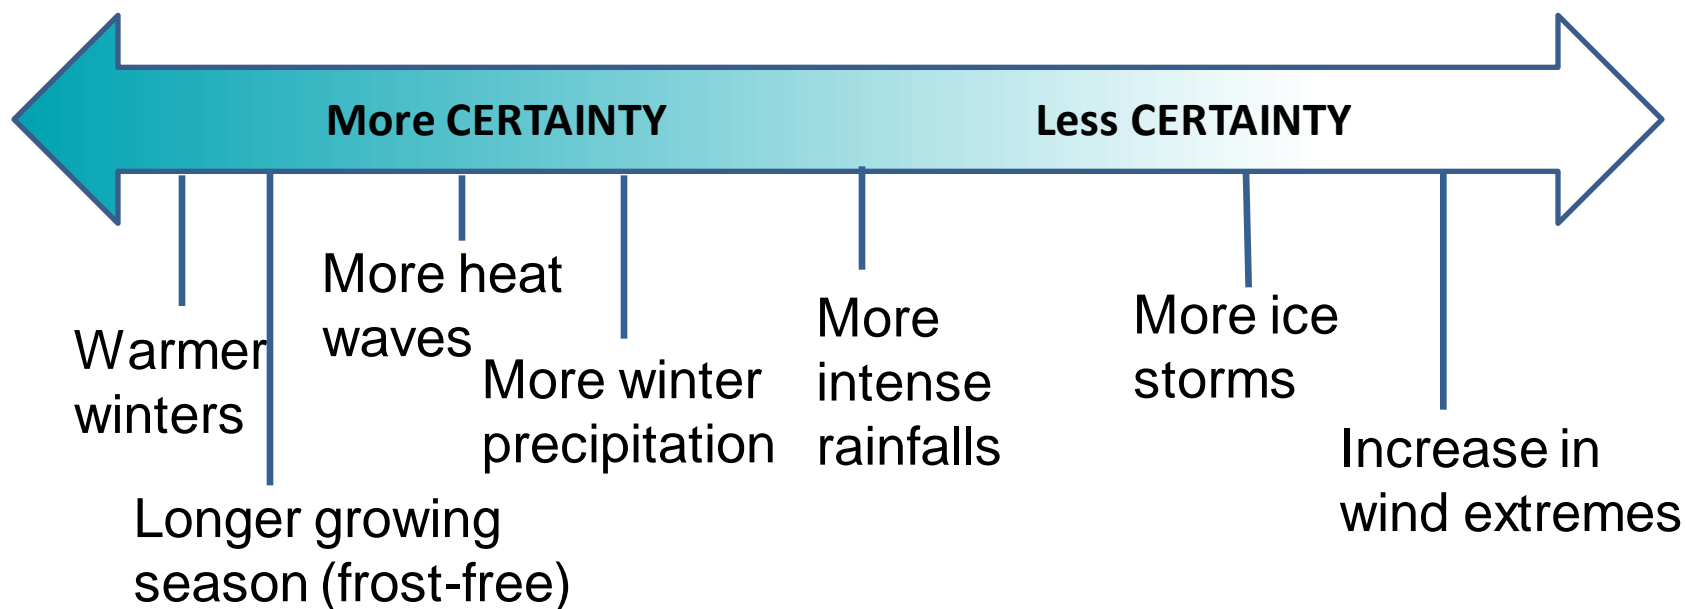 More CERTAINTY
Less CERTAINTY
Warmer
winters
Longer growing
season (frost-free)
More heat
waves
More winter
precipitation
More
intense
rainfalls
More ice
storms
Increase in
wind extremes